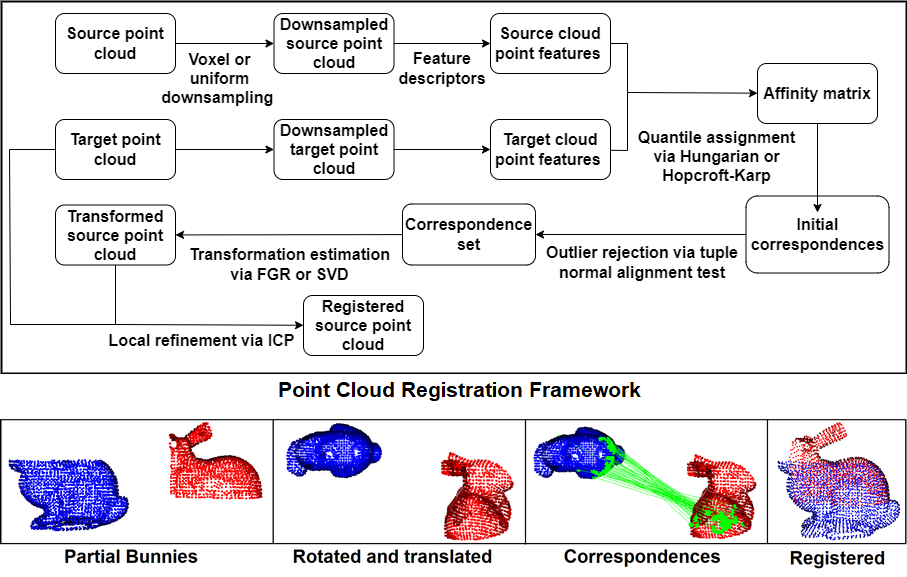 Source point
cloud
Voxel or
uniform
downsampling
Downsampled
source point
cloud
Feature
descriptors
Source cloud
point features
Affinity matrix
Target point
cloud
Downsampled
target point
cloud
Target cloud
point features
Quantile assignment
via Hungarian or
Hopcroft-Karp
Transformed
source point
cloud
Transformation estimation
via FGR or SVD
Correspondence
set
Outlier rejection via tuple
normal alignment test
Initial
correspondences
Local refinement via ICP
Registered
source point
cloud
Point Cloud Registration Framework
Partial Bunnies
Rotated and translated
Correspondences
Registered